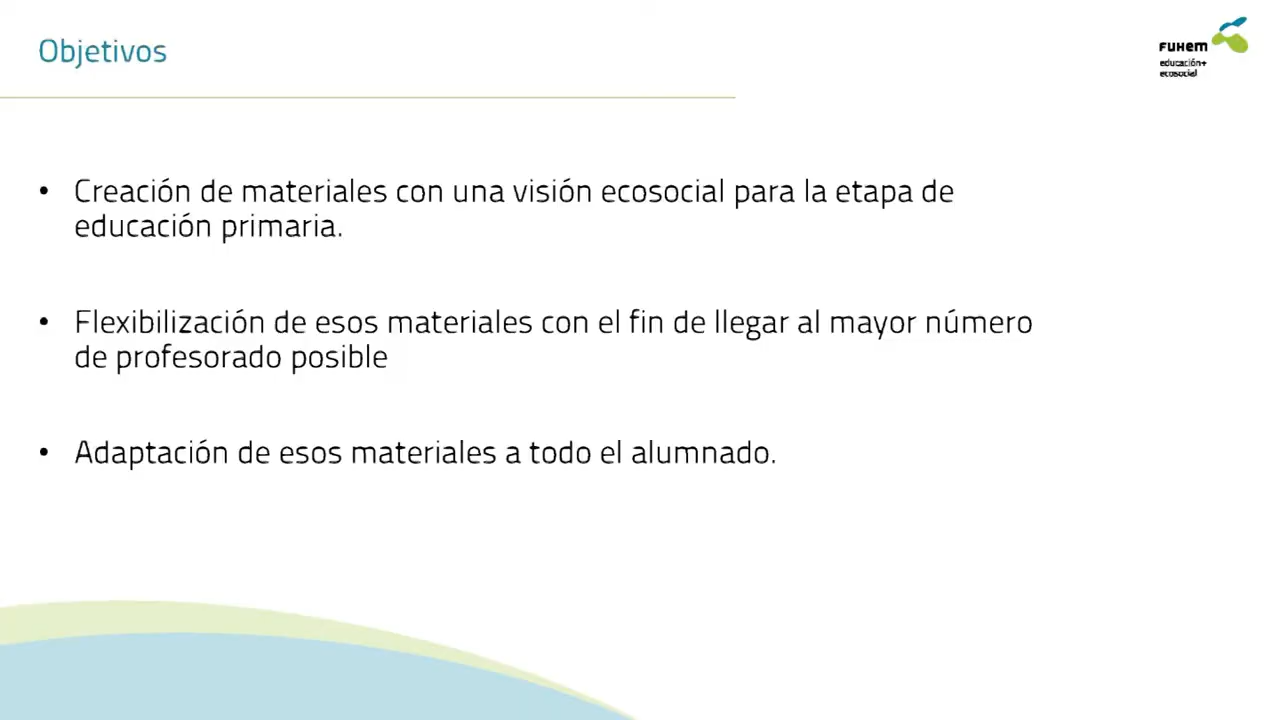 Objetivos
FUHEM
educación+
ecosocial
• Creación de materiales con una visión ecosocial para la etapa de
educación primaria.
• Flexibilización de esos materiales con el fin de llegar al mayor número
de profesorado posible
• Adaptación de esos materiales a todo el alumnado.